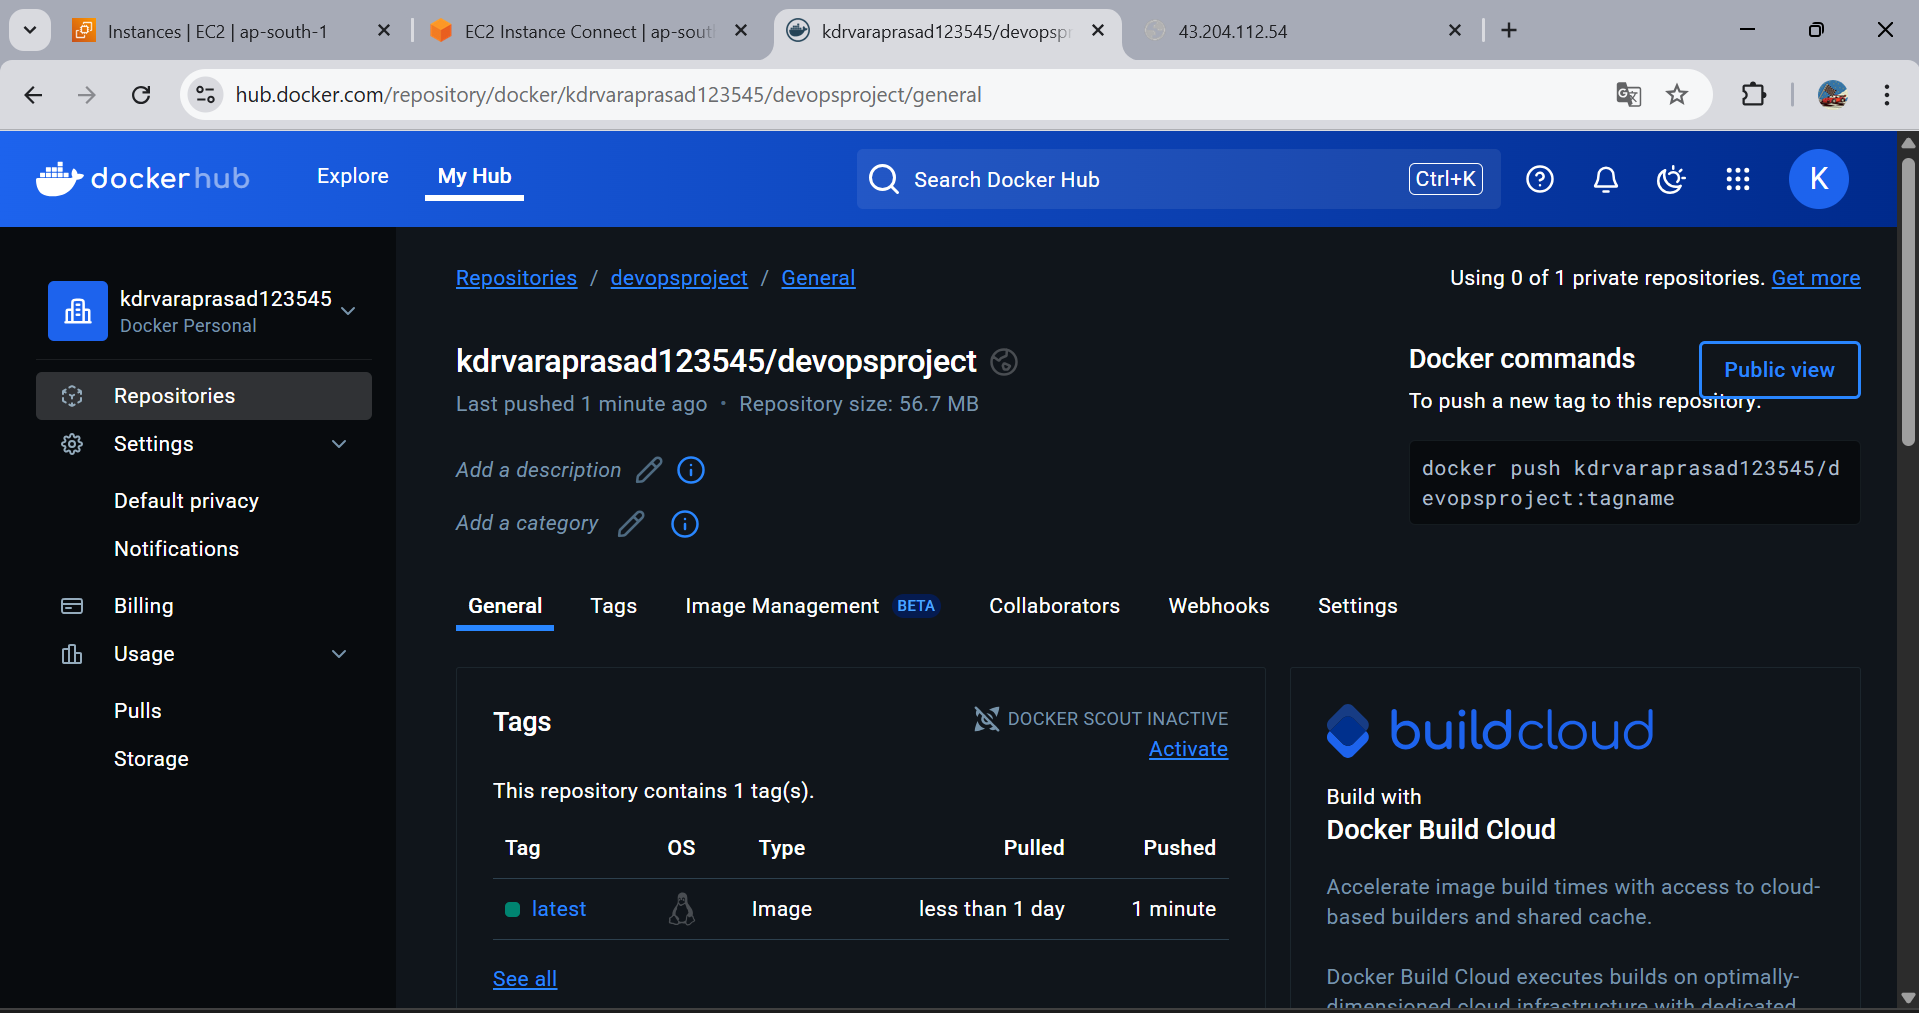 Instances | EC2 | ap-south-1
EC2 Instance Connect | ap-sout
kdrvaraprasad123545/devopspr
43.204.112.54
hub.docker.com/repository/docker/kdrvaraprasad123545/devopsproject/general
dockerhub
Explore
My Hub
Search Docker Hub
Ctrl+K
K
kdrvaraprasad123545
Docker Personal
Repositories
Settings
Default privacy
Notifications
Billing
Usage
Pulls
Storage
Repositories / devopsproject / General
Using 0 of 1 private repositories. Get more
kdrvaraprasad123545/devopsproject
Last pushed 1 minute ago • Repository size: 56.7 MB
Add a description
Add a category
Docker commands
Public view
To push a new tag to this repository.
docker push kdrvaraprasad123545/d
evopsproject:tagname
General
Tags
Image Management BETA
Collaborators
Webhooks
Settings
Tags
DOCKER SCOUT INACTIVE
Activate
This repository contains 1 tag(s).
Tag OS Type Pulled Pushed
latest Image less than 1 day 1 minute
See all
buildcloud
Build with
Docker Build Cloud
Accelerate image build times with access to cloud-
based builders and shared cache.
Docker Build Cloud executes builds on optimally-
dimensioned cloud infrastructure with dedicated